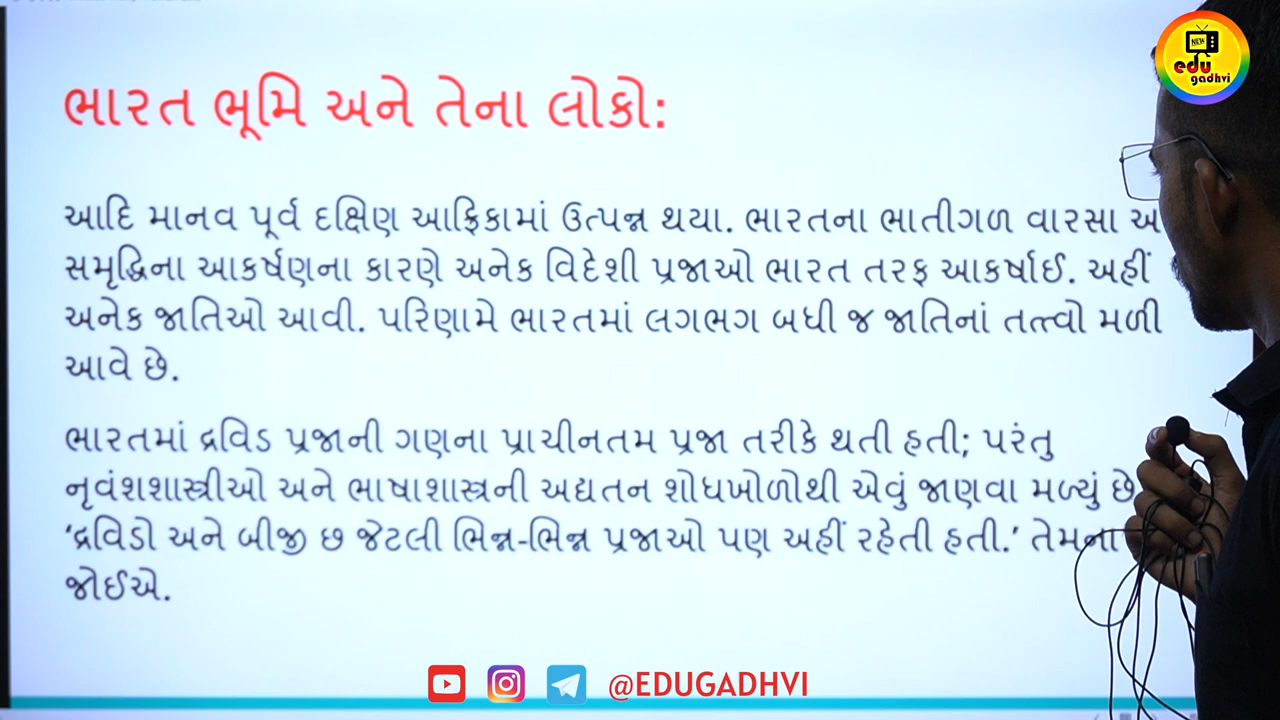 NEW
edu
gadhvi
ભારત ભૂમિ અને તેના લોકો:
આદિ માનવ પૂર્વ દક્ષિણ આફ્રિકામાં ઉત્પન્ન થયા. ભારતના ભાતીગળ વારસા અ
સમૃદ્ધિના આકર્ષણના કારણે અનેક વિદેશી પ્રજાઓ ભારત તરફ આકર્ષાઈ. અહીં
અનેક જાતિઓ આવી. પરિણામે ભારતમાં લગભગ બધી જ જાતિનાં તત્ત્વો મળી
આવે છે.
ભારતમાં દ્રવિડ પ્રજાની ગણના પ્રાચીનતમ પ્રજા તરીકે થતી હતી; પરંતુ
નૃવંશશાસ્ત્રીઓ અને ભાષાશાસ્ત્રની અદ્યતન શોધખોળોથી એવું જાણવા મળ્યું છે
‘દ્રવિડો અને બીજી છ જેટલી ભિન્ન-ભિન્ન પ્રજાઓ પણ અહીં રહેતી હતી.’ તેમના
જોઈએ.
@EDUGADHVI